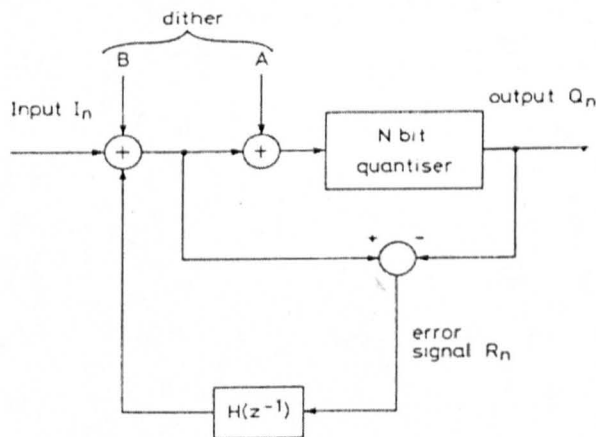 dither
B
A
Input Iₙ
output Qₙ
+
+
N bit
quantiser
+
-
error
signal Rₙ
H(z⁻¹)